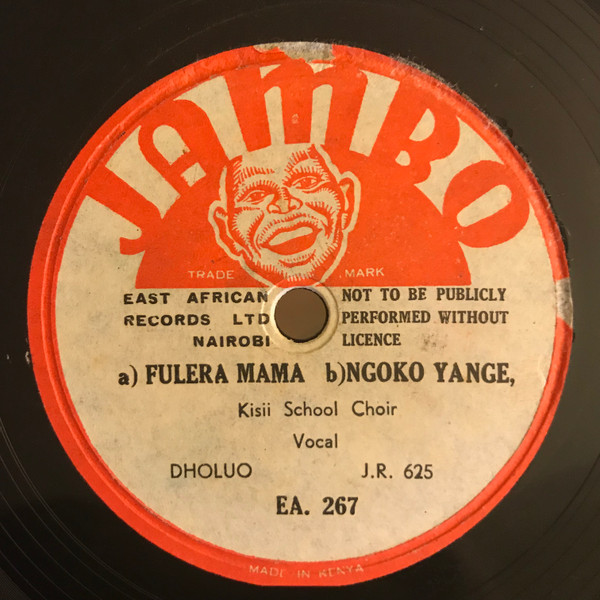 JAMBO
TRADE MARK
EAST AFRICAN
RECORDS LTD
NAIROBI
NOT TO BE PUBLICLY
PERFORMED WITHOUT
LICENCE
a) FULERA MAMA b)NGOKO YANGE,
Kisii School Choir
Vocal
DHOLUO J.R. 625
EA. 267
MADE IN KENYA